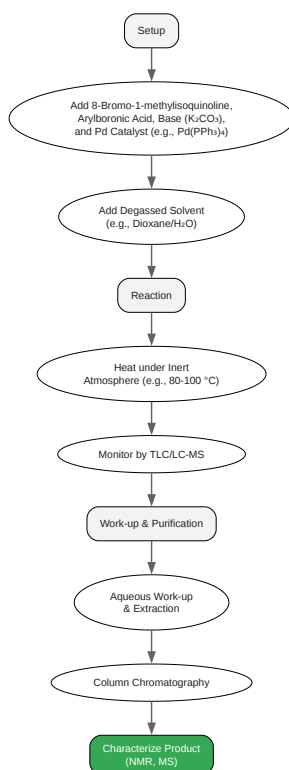 Setup
Add 8-Bromo-1-methylisoquinoline,
Arylboronic Acid, Base (K₂CO₃),
and Pd Catalyst (e.g., Pd(PPh₃)₄)
Add Degassed Solvent
(e.g., Dioxane/H₂O)
Reaction
Heat under Inert
Atmosphere (e.g., 80-100 °C)
Monitor by TLC/LC-MS
Work-up & Purification
Aqueous Work-up
& Extraction
Column Chromatography
Characterize Product
(NMR, MS)